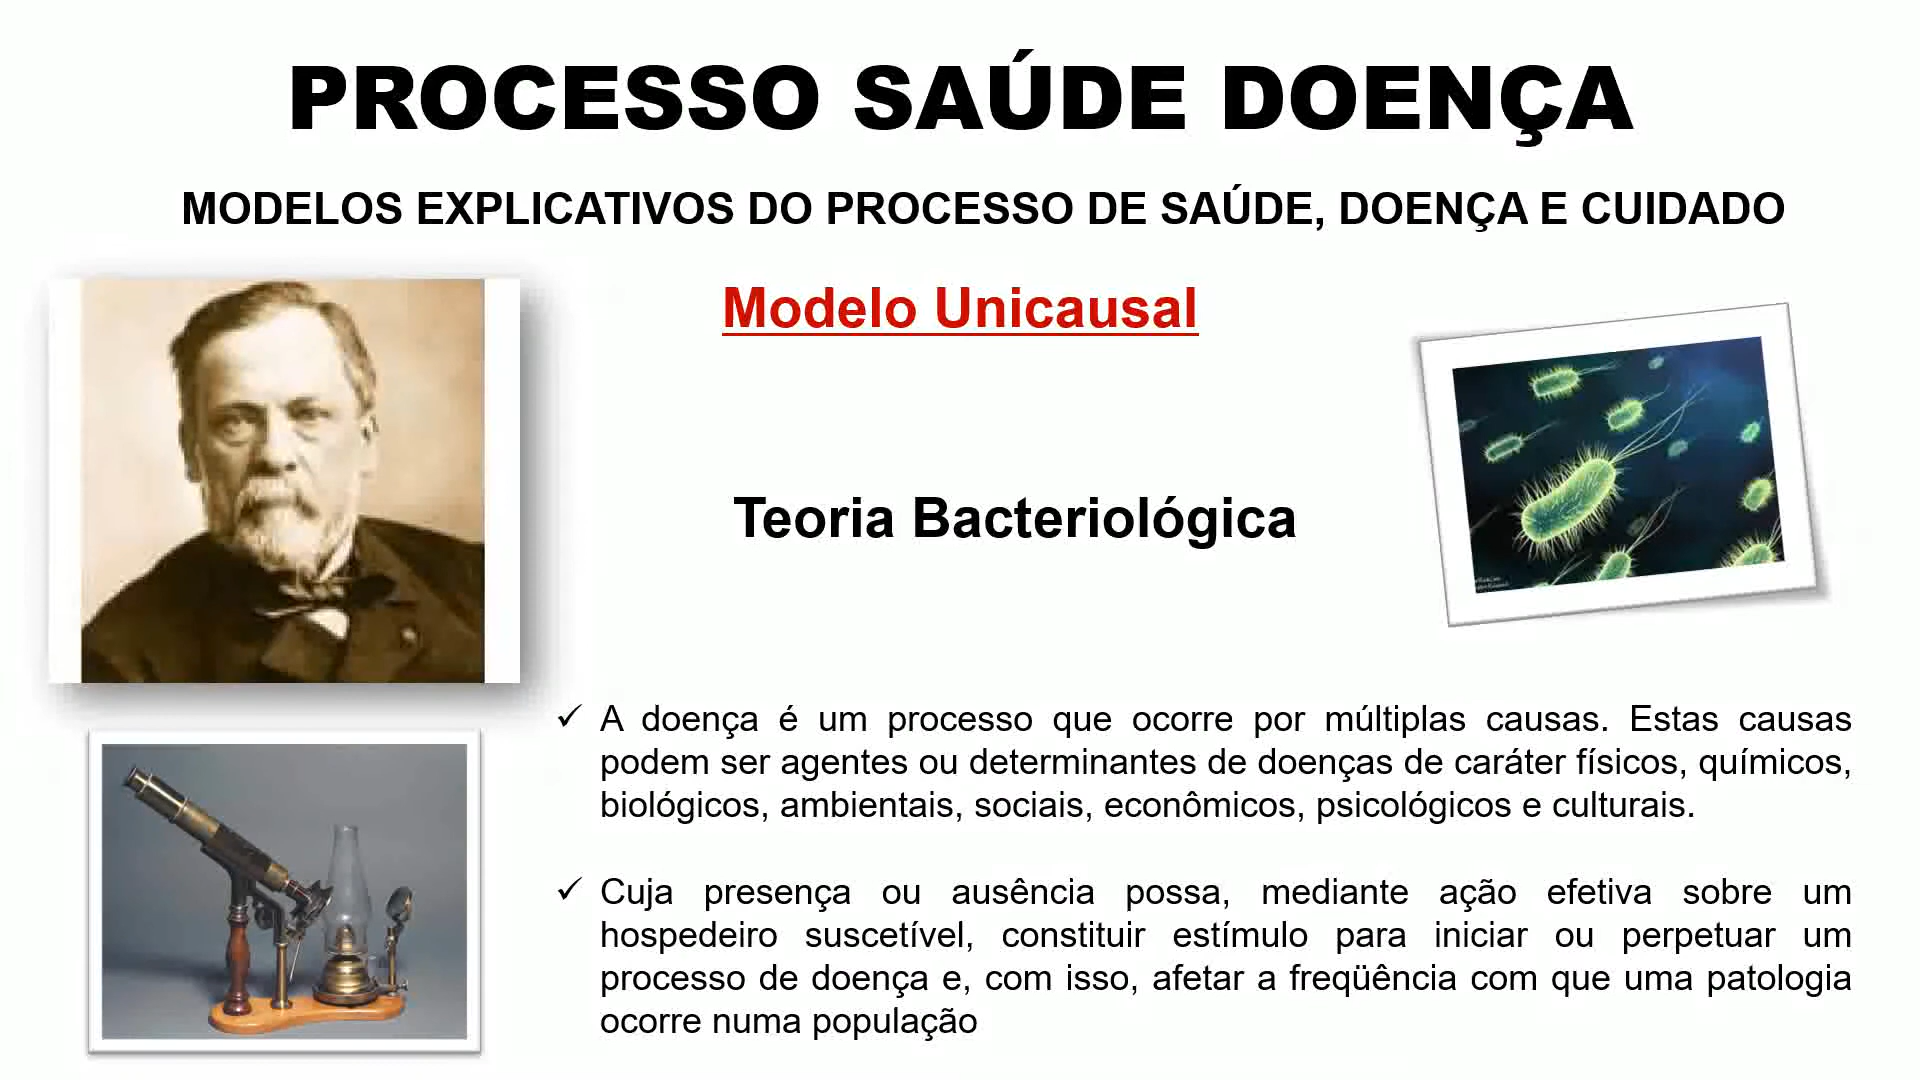 PROCESSO SAÚDE DOENÇA
MODELOS EXPLICATIVOS DO PROCESSO DE SAÚDE, DOENÇA E CUIDADO
Modelo Unicausal
Teoria Bacteriológica
✓ A doença é um processo que ocorre por múltiplas causas. Estas causas
podem ser agentes ou determinantes de doenças de caráter físicos, químicos,
biológicos, ambientais, sociais, econômicos, psicológicos e culturais.
✓ Cuja presença ou ausência possa, mediante ação efetiva sobre um
hospedeiro suscetível, constituir estímulo para iniciar ou perpetuar um
processo de doença e, com isso, afetar a freqüência com que uma patologia
ocorre numa população